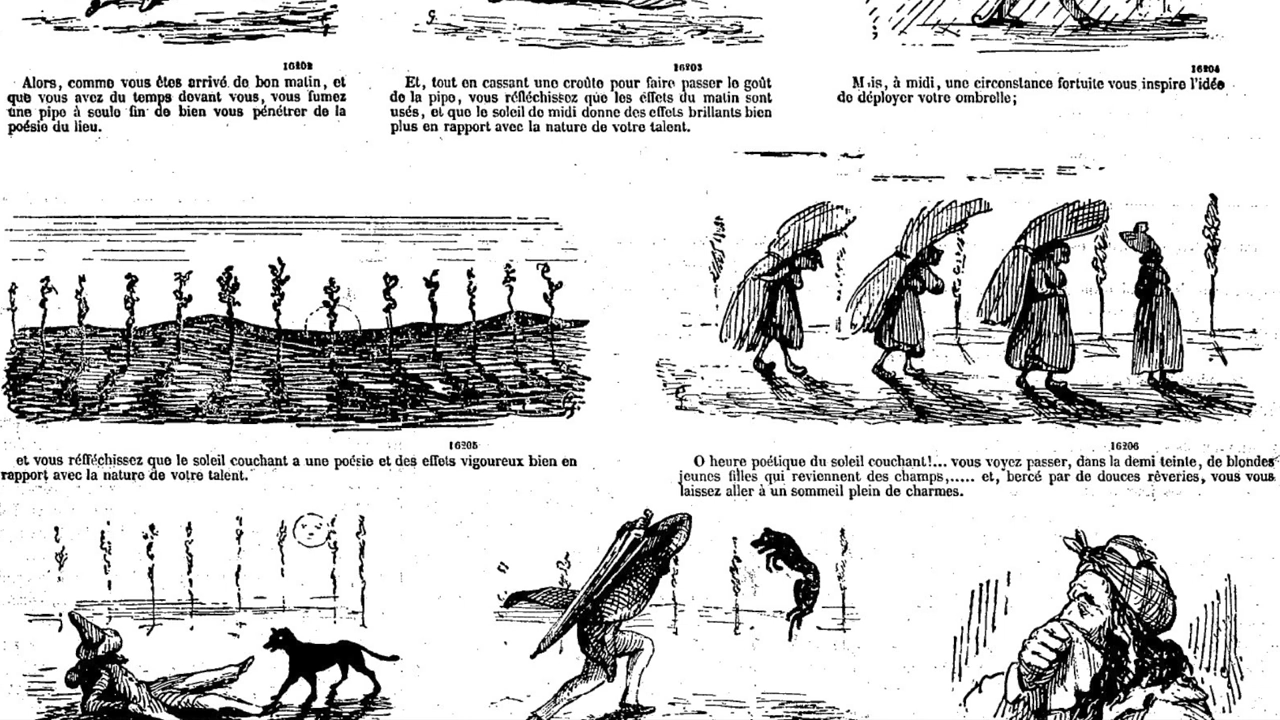 16202
Alors, comme vous êtes arrivé de bon matin, et
que vous avez du temps devant vous, vous fumez
une pipe à seule fin de bien vous pénétrer de la
poésie du lieu.
16203
Et, tout en cassant une croûte pour faire passer le goût
de la pipe, vous réfléchissez que les effets du matin sont
usés, et que le soleil de midi donne des effets brillants bien
plus en rapport avec la nature de votre talent.
16204
Mais, à midi, une circonstance fortuite vous inspire l'idée
de déployer votre ombrelle;
16205
et vous réfféchissez que le soleil couchant a une poésie et des effets vigoureux bien en
rapport avec la nature de votre talent.
16206
O heure poétique du soleil couchant!... vous voyez passer, dans la demi teinte, de blondes
jeunes filles qui reviennent des champs,..... et, bercé par de douces rêveries, vous vous
laissez aller à un sommeil plein de charmes.